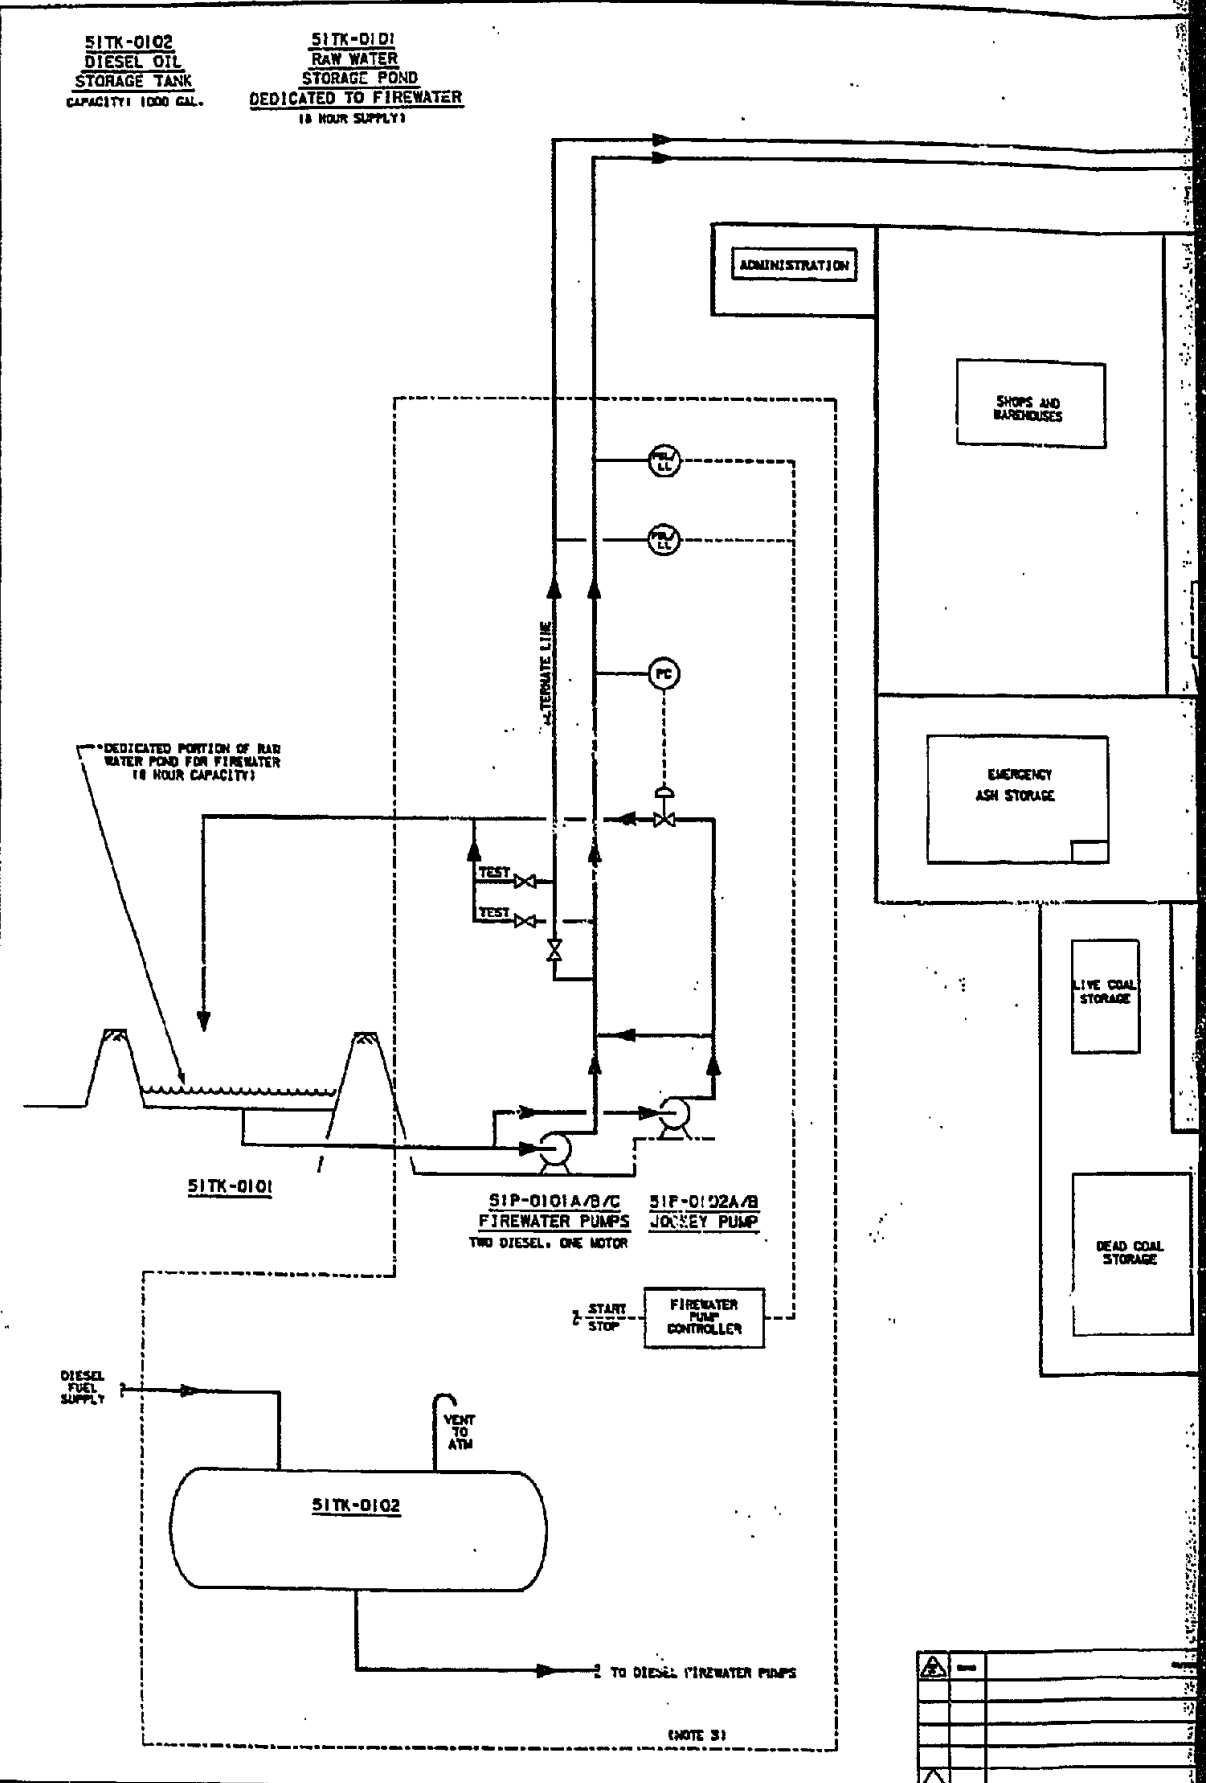 51TK-0102
DIESEL OIL
STORAGE TANK
CAPACITY: 1000 GAL.
51TK-0101
RAW WATER
STORAGE POND
DEDICATED TO FIREWATER
(8 HOUR SUPPLY)
ADMINISTRATION
SHOPS AND
WAREHOUSES
LL
LL
ALTERNATE LINE
PC
DEDICATED PORTION OF RAW
WATER POND FOR FIREWATER
(8 HOUR CAPACITY)
EMERGENCY
ASH STORAGE
TEST
TEST
LIVE COAL
STORAGE
51TK-0101
51P-0101A/B/C
FIREWATER PUMPS
TWO DIESEL, ONE MOTOR
51P-0102A/B
JOCKEY PUMP
DEAD COAL
STORAGE
START
STOP
FIREWATER
PUMP
CONTROLLER
DIESEL
FUEL
SUPPLY
VENT
TO
ATM
51TK-0102
TO DIESEL FIREWATER PUMPS
(NOTE 3)